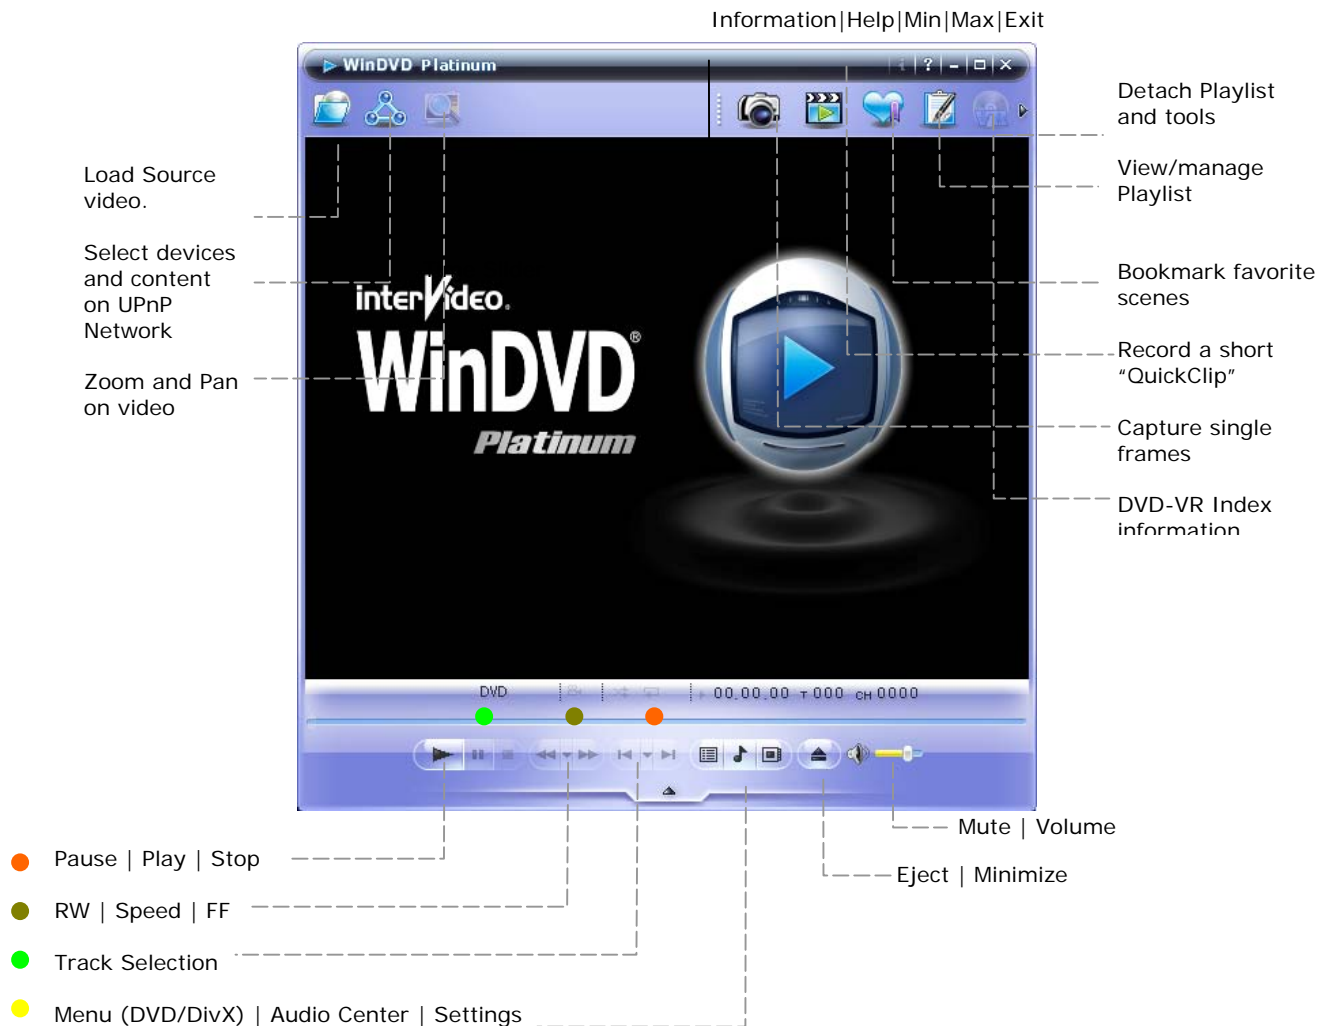 Information|Help|Min|Max|Exit
WinDVD Platinum
Detach Playlist
and tools
View/manage
Playlist
Bookmark favorite
scenes
Record a short
“QuickClip”
Capture single
frames
DVD-VR Index
information
Load Source
video.
Select devices
and content
on UPnP
Network
Zoom and Pan
on video
interVideo.
WinDVD®
Platinum
DVD
00.00.00 T 000 CH 0000
Mute | Volume
Eject | Minimize
Pause | Play | Stop
RW | Speed | FF
Track Selection
Menu (DVD/DivX) | Audio Center | Settings